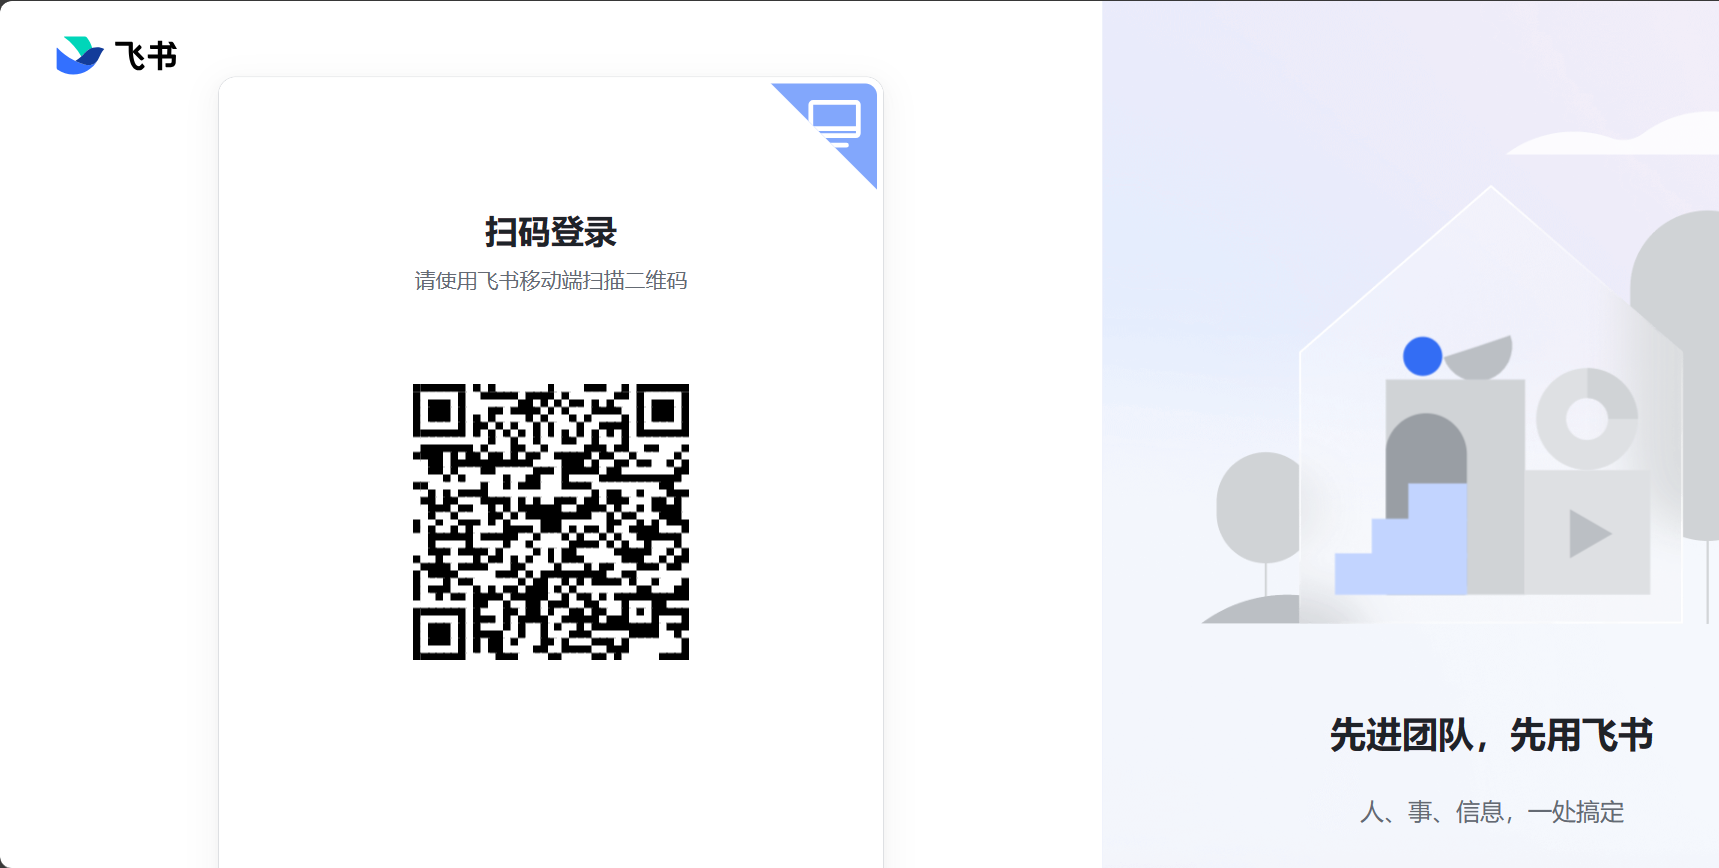 飞书
扫码登录
请使用飞书移动端扫描二维码
先进团队，先用飞书
人、事、信息，一处搞定